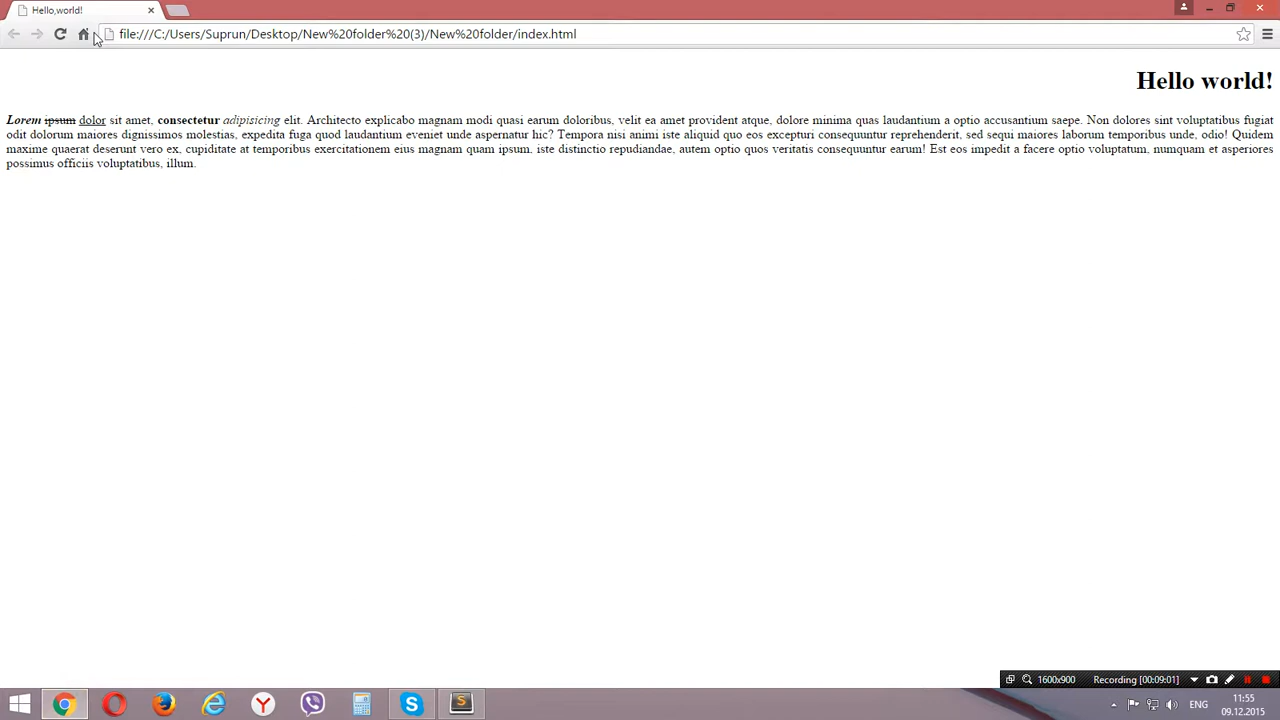 Hello,world!
file:///C:/Users/Suprun/Desktop/New%20folder%20(3)/New%20folder/index.html
Hello world!
Lorem ipsum dolor sit amet, consectetur adipisicing elit. Architecto explicabo magnam modi quasi earum doloribus, velit ea amet provident atque, dolore minima quas laudantium a optio accusantium saepe. Non dolores sint voluptatibus fugiat
odit dolorum maiores dignissimos molestias, expedita fuga quod laudantium eveniet unde aspernatur hic? Tempora nisi animi iste aliquid quo eos excepturi consequuntur reprehenderit, sed sequi maiores laborum temporibus unde, odio! Quidem
maxime quaerat deserunt vero ex, cupiditate at temporibus exercitationem eius magnam quam ipsum, iste distinctio repudiandae, autem optio quos veritatis consequuntur earum! Est eos impedit a facere optio voluptatum, numquam et asperiores
possimus officiis voluptatibus, illum.
1600x900 Recording [00:09:01]
ENG
11:55
09.12.2015